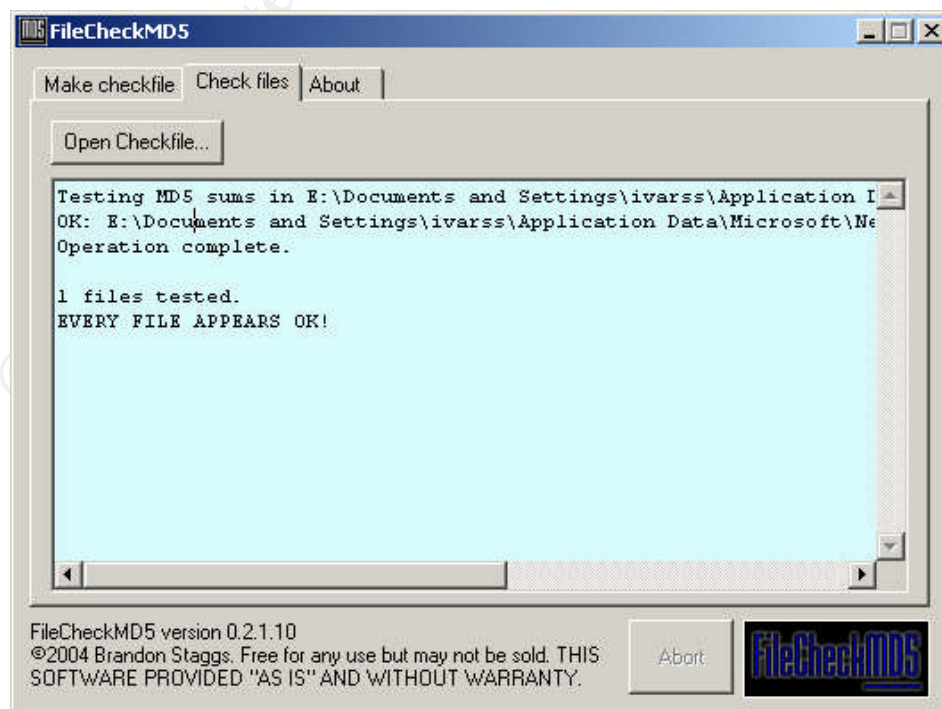 MD5 FileCheckMD5
Make checkfile Check files About
Open Checkfile...
Testing MD5 sums in E:\Documents and Settings\ivarss\Application
OK: E:\Documents and Settings\ivarss\Application Data\Microsoft\Ne
Operation complete.
1 files tested.
EVERY FILE APPEARS OK!
FileCheckMD5 version 0.2.1.10
©2004 Brandon Staggs. Free for any use but may not be sold. THIS
SOFTWARE PROVIDED "AS IS" AND WITHOUT WARRANTY.
Abort
FileCheckMD5